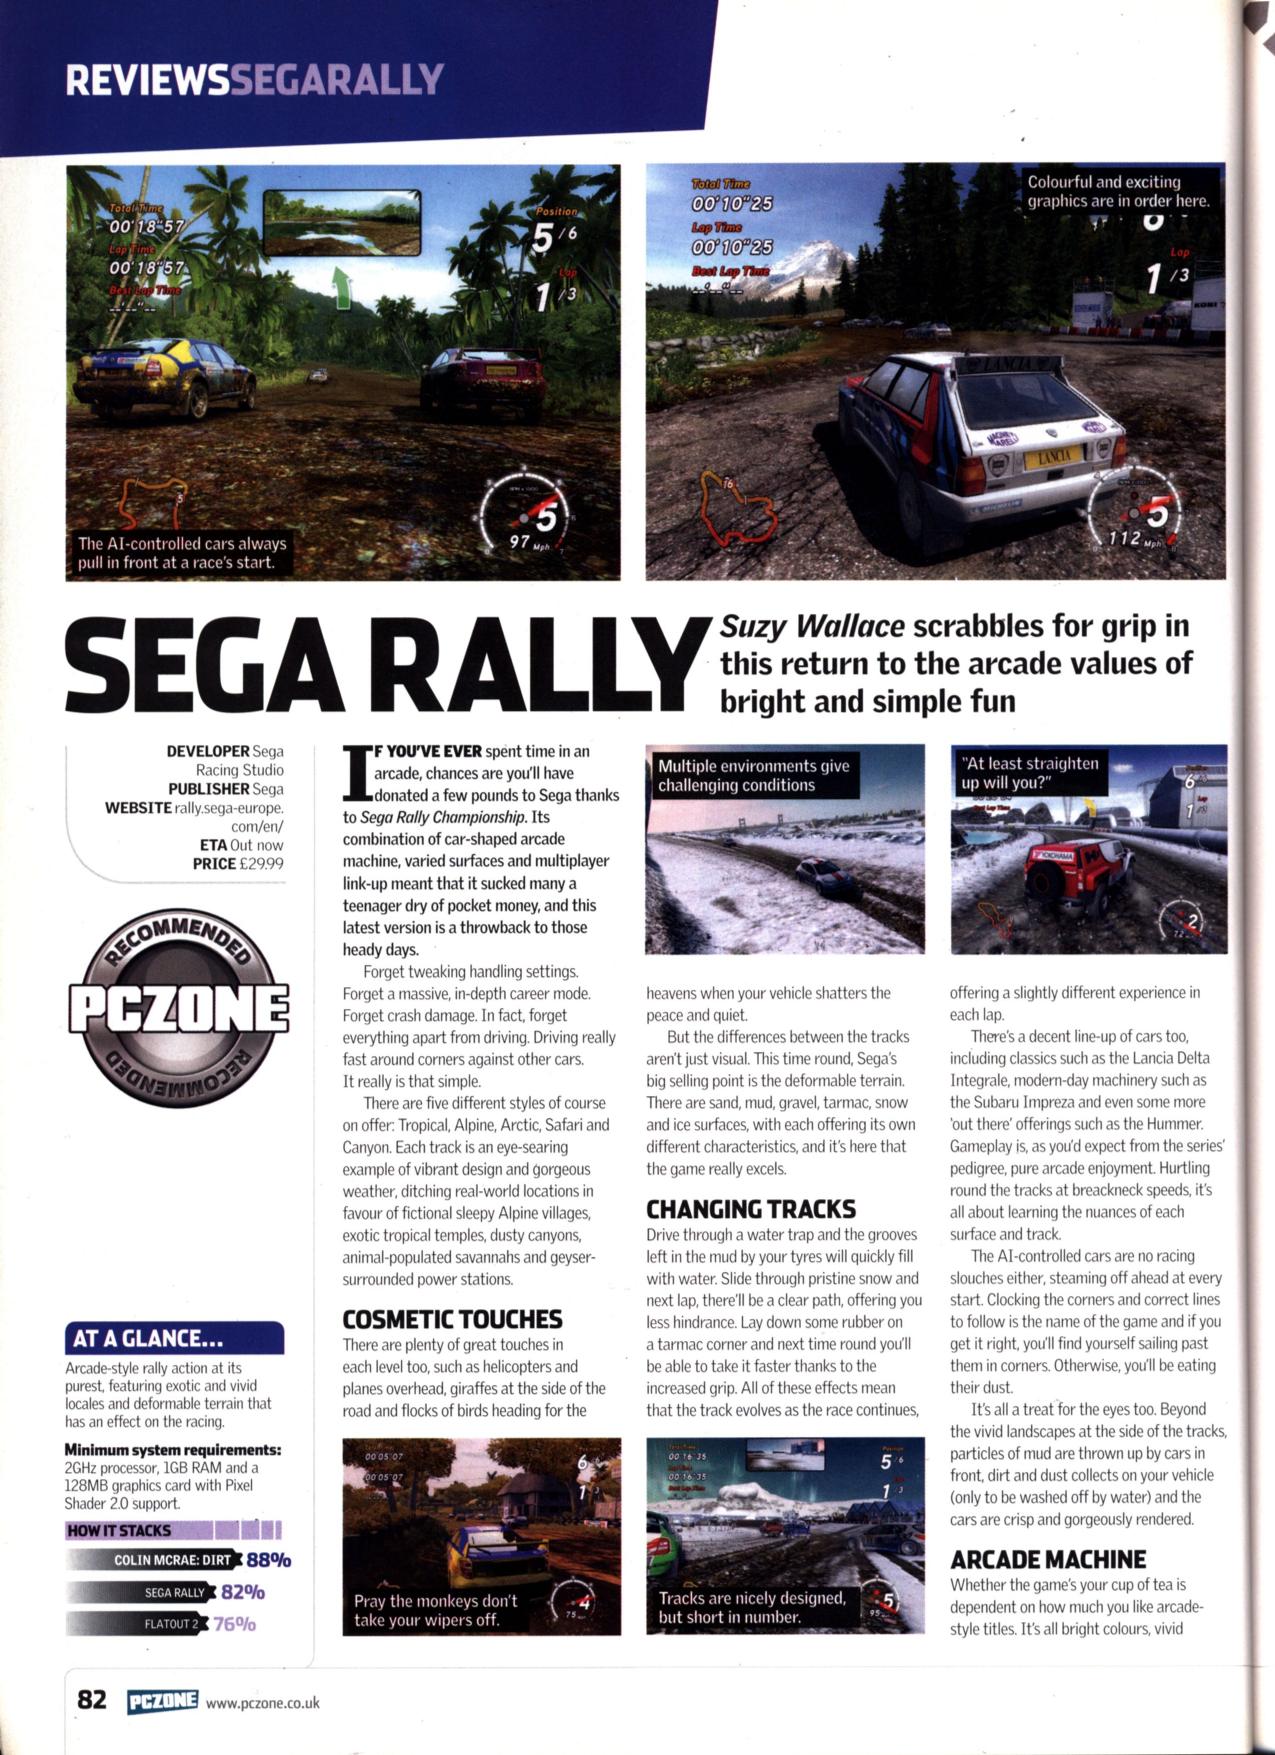 REVIEWSSEGARALLY
Total Time
00'18"57
Lap Time
00'18"57
Best Lap Time
--'--"--
Position
5/6
Lap
1/3
5
97 Mph
The AI-controlled cars always
pull in front at a race's start.
Total Time
00'10"25
Lap Time
00'10"25
Best Lap Time
--'--"--
Colourful and exciting
graphics are in order here.
6
Lap
1/3
LANCIA
LANCIA
5
112 Mph
SEGA RALLY
Suzy Wallace scrabbles for grip in
this return to the arcade values of
bright and simple fun
DEVELOPER Sega
Racing Studio
PUBLISHER Sega
WEBSITE rally.sega-europe.
com/en/
ETA Out now
PRICE £29.99
RECOMMENDED
PCZONE
RECOMMENDED
AT A GLANCE...
Arcade-style rally action at its
purest, featuring exotic and vivid
locales and deformable terrain that
has an effect on the racing.
Minimum system requirements:
2GHz processor, 1GB RAM and a
128MB graphics card with Pixel
Shader 2.0 support.
HOW IT STACKS
COLIN MCRAE: DIRT 88%
SEGA RALLY 82%
FLATOUT 2 76%
IF YOU'VE EVER spent time in an
arcade, chances are you'll have
donated a few pounds to Sega thanks
to Sega Rally Championship. Its
combination of car-shaped arcade
machine, varied surfaces and multiplayer
link-up meant that it sucked many a
teenager dry of pocket money, and this
latest version is a throwback to those
heady days.
Forget tweaking handling settings.
Forget a massive, in-depth career mode.
Forget crash damage. In fact, forget
everything apart from driving. Driving really
fast around corners against other cars.
It really is that simple.
There are five different styles of course
on offer: Tropical, Alpine, Arctic, Safari and
Canyon. Each track is an eye-searing
example of vibrant design and gorgeous
weather, ditching real-world locations in
favour of fictional sleepy Alpine villages,
exotic tropical temples, dusty canyons,
animal-populated savannahs and geyser-
surrounded power stations.
COSMETIC TOUCHES
There are plenty of great touches in
each level too, such as helicopters and
planes overhead, giraffes at the side of the
road and flocks of birds heading for the
00'05"07
00'05"07
6
1
4
75
Pray the monkeys don't
take your wipers off.
Multiple environments give
challenging conditions
heavens when your vehicle shatters the
peace and quiet.
But the differences between the tracks
aren't just visual. This time round, Sega's
big selling point is the deformable terrain.
There are sand, mud, gravel, tarmac, snow
and ice surfaces, with each offering its own
different characteristics, and it's here that
the game really excels.
CHANGING TRACKS
Drive through a water trap and the grooves
left in the mud by your tyres will quickly fill
with water. Slide through pristine snow and
next lap, there'll be a clear path, offering you
less hindrance. Lay down some rubber on
a tarmac corner and next time round you'll
be able to take it faster thanks to the
increased grip. All of these effects mean
that the track evolves as the race continues,
00'16"35
00'16"35
5/6
1/3
5
95
Tracks are nicely designed,
but short in number.
"At least straighten
up will you?"
6
1
YOKOHAMA
2
72
offering a slightly different experience in
each lap.
There's a decent line-up of cars too,
including classics such as the Lancia Delta
Integrale, modern-day machinery such as
the Subaru Impreza and even some more
'out there' offerings such as the Hummer.
Gameplay is, as you'd expect from the series'
pedigree, pure arcade enjoyment. Hurtling
round the tracks at breackneck speeds, it's
all about learning the nuances of each
surface and track.
The AI-controlled cars are no racing
slouches either, steaming off ahead at every
start. Clocking the corners and correct lines
to follow is the name of the game and if you
get it right, you'll find yourself sailing past
them in corners. Otherwise, you'll be eating
their dust.
It's all a treat for the eyes too. Beyond
the vivid landscapes at the side of the tracks,
particles of mud are thrown up by cars in
front, dirt and dust collects on your vehicle
(only to be washed off by water) and the
cars are crisp and gorgeously rendered.
ARCADE MACHINE
Whether the game's your cup of tea is
dependent on how much you like arcade-
style titles. It's all bright colours, vivid
82 PCZONE www.pczone.co.uk